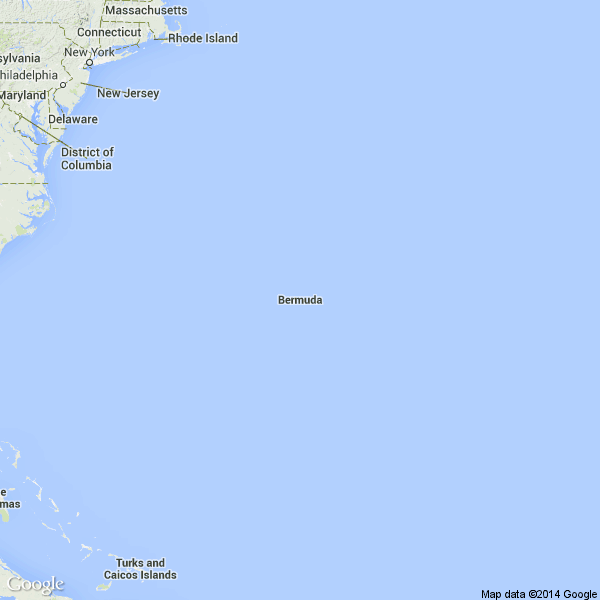 Massachusetts
Connecticut
Rhode Island
sylvania
New York
hiladelphia
New Jersey
Maryland
Delaware
District of
Columbia
Bermuda
e
mas
Turks and
Caicos Islands
Google
Map data ©2014 Google